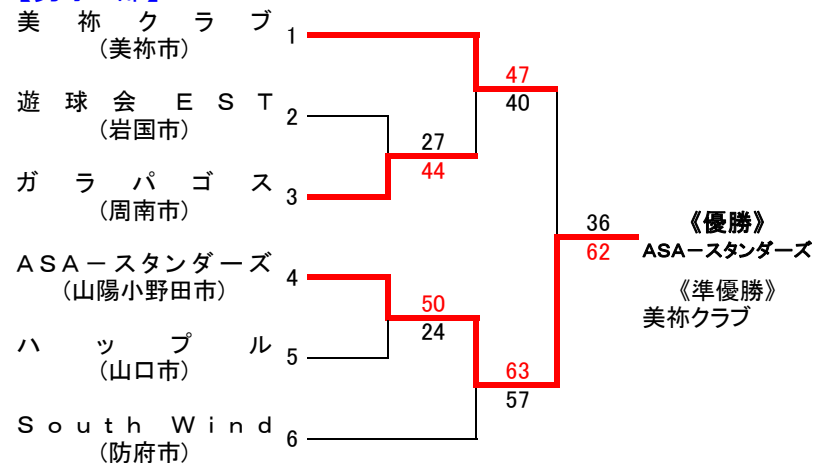 美祢クラブ 1
(美祢市)
47
40
遊球会EST 2
(岩国市)
27
44
ガラパゴス 3
(周南市)
36 《優勝》
62 ASA－スタンダーズ
《準優勝》
美祢クラブ
ASA－スタンダーズ 4
(山陽小野田市)
50
24
ハップル 5
(山口市)
63
57
South Wind 6
(防府市)